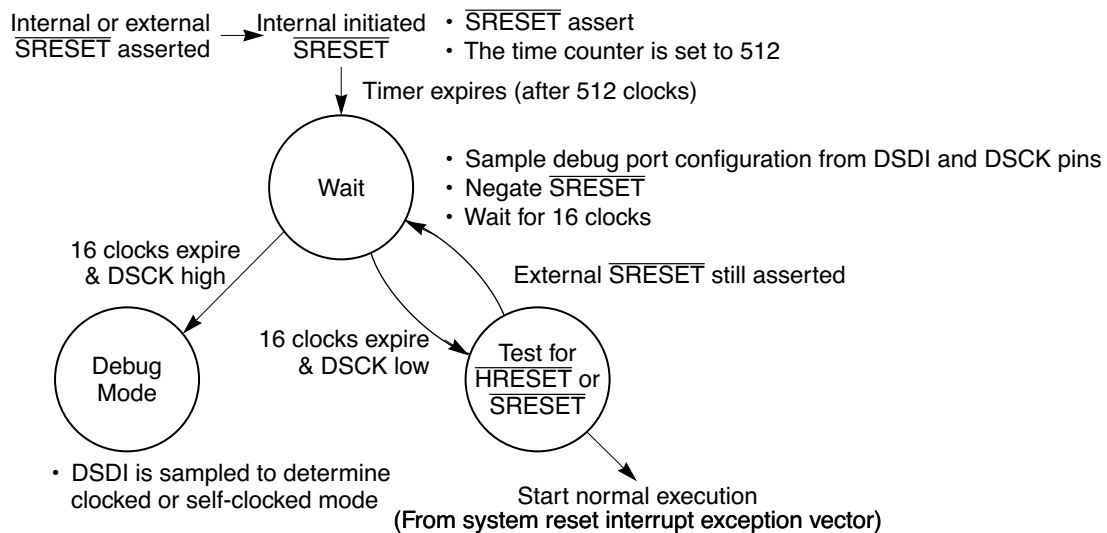 Internal or external
SRESET asserted
Internal initiated
SRESET
• SRESET assert
• The time counter is set to 512
Timer expires (after 512 clocks)
Wait
• Sample debug port configuration from DSDI and DSCK pins
• Negate SRESET
• Wait for 16 clocks
16 clocks expire
& DSCK high
External SRESET still asserted
16 clocks expire
& DSCK low
Debug
Mode
Test for
HRESET or
SRESET
• DSDI is sampled to determine
clocked or self-clocked mode
Start normal execution
(From system reset interrupt exception vector)